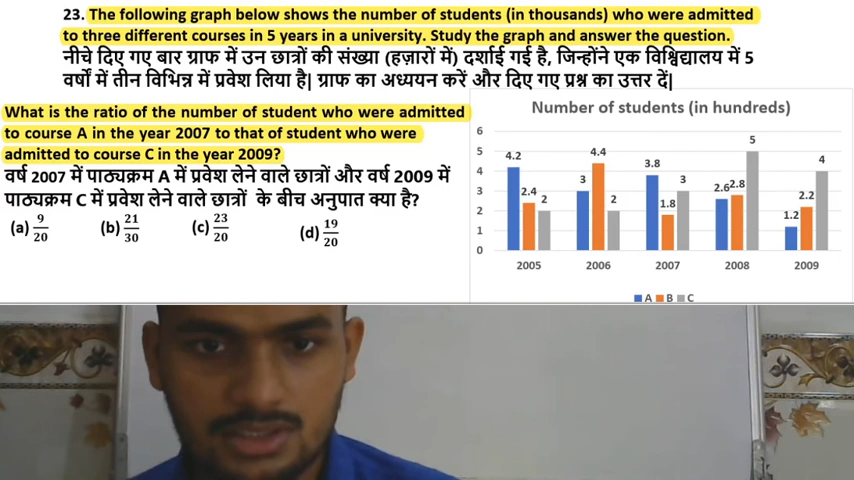 23. The following graph below shows the number of students (in thousands) who were admitted
to three different courses in 5 years in a university. Study the graph and answer the question.
नीचे दिए गए बार ग्राफ में उन छात्रों की संख्या (हज़ारों में) दर्शाई गई है, जिन्होंने एक विश्विद्यालय में 5
वर्षों में तीन विभिन्न में प्रवेश लिया है| ग्राफ का अध्ययन करें और दिए गए प्रश्न का उत्तर दें|
What is the ratio of the number of student who were admitted
to course A in the year 2007 to that of student who were
admitted to course C in the year 2009?
वर्ष 2007 में पाठ्यक्रम A में प्रवेश लेने वाले छात्रों और वर्ष 2009 में
पाठ्यक्रम C में प्रवेश लेने वाले छात्रों के बीच अनुपात क्या है?
(a) 9/20 (b) 21/30 (c) 23/20 (d) 19/20
Number of students (in hundreds)
6
5
4
3
2
1
0
4.2 2.4 2
3 4.4 2
3.8 1.8 3
2.6 2.8 5
1.2 2.2 4
2005 2006 2007 2008 2009
A B C